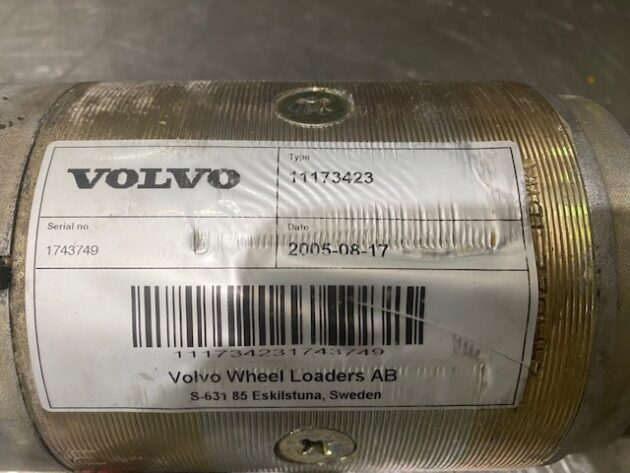 VOLVO
Type
11173423
Serial no
1743749
Date
2005-08-17
111734231743749
Volvo Wheel Loaders AB
S-631 85 Eskilstuna, Sweden